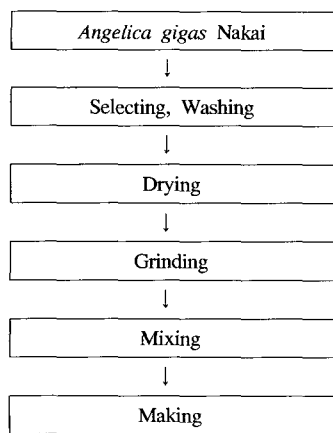 Angelica gigas Nakai
↓
Selecting, Washing
↓
Drying
↓
Grinding
↓
Mixing
↓
Making